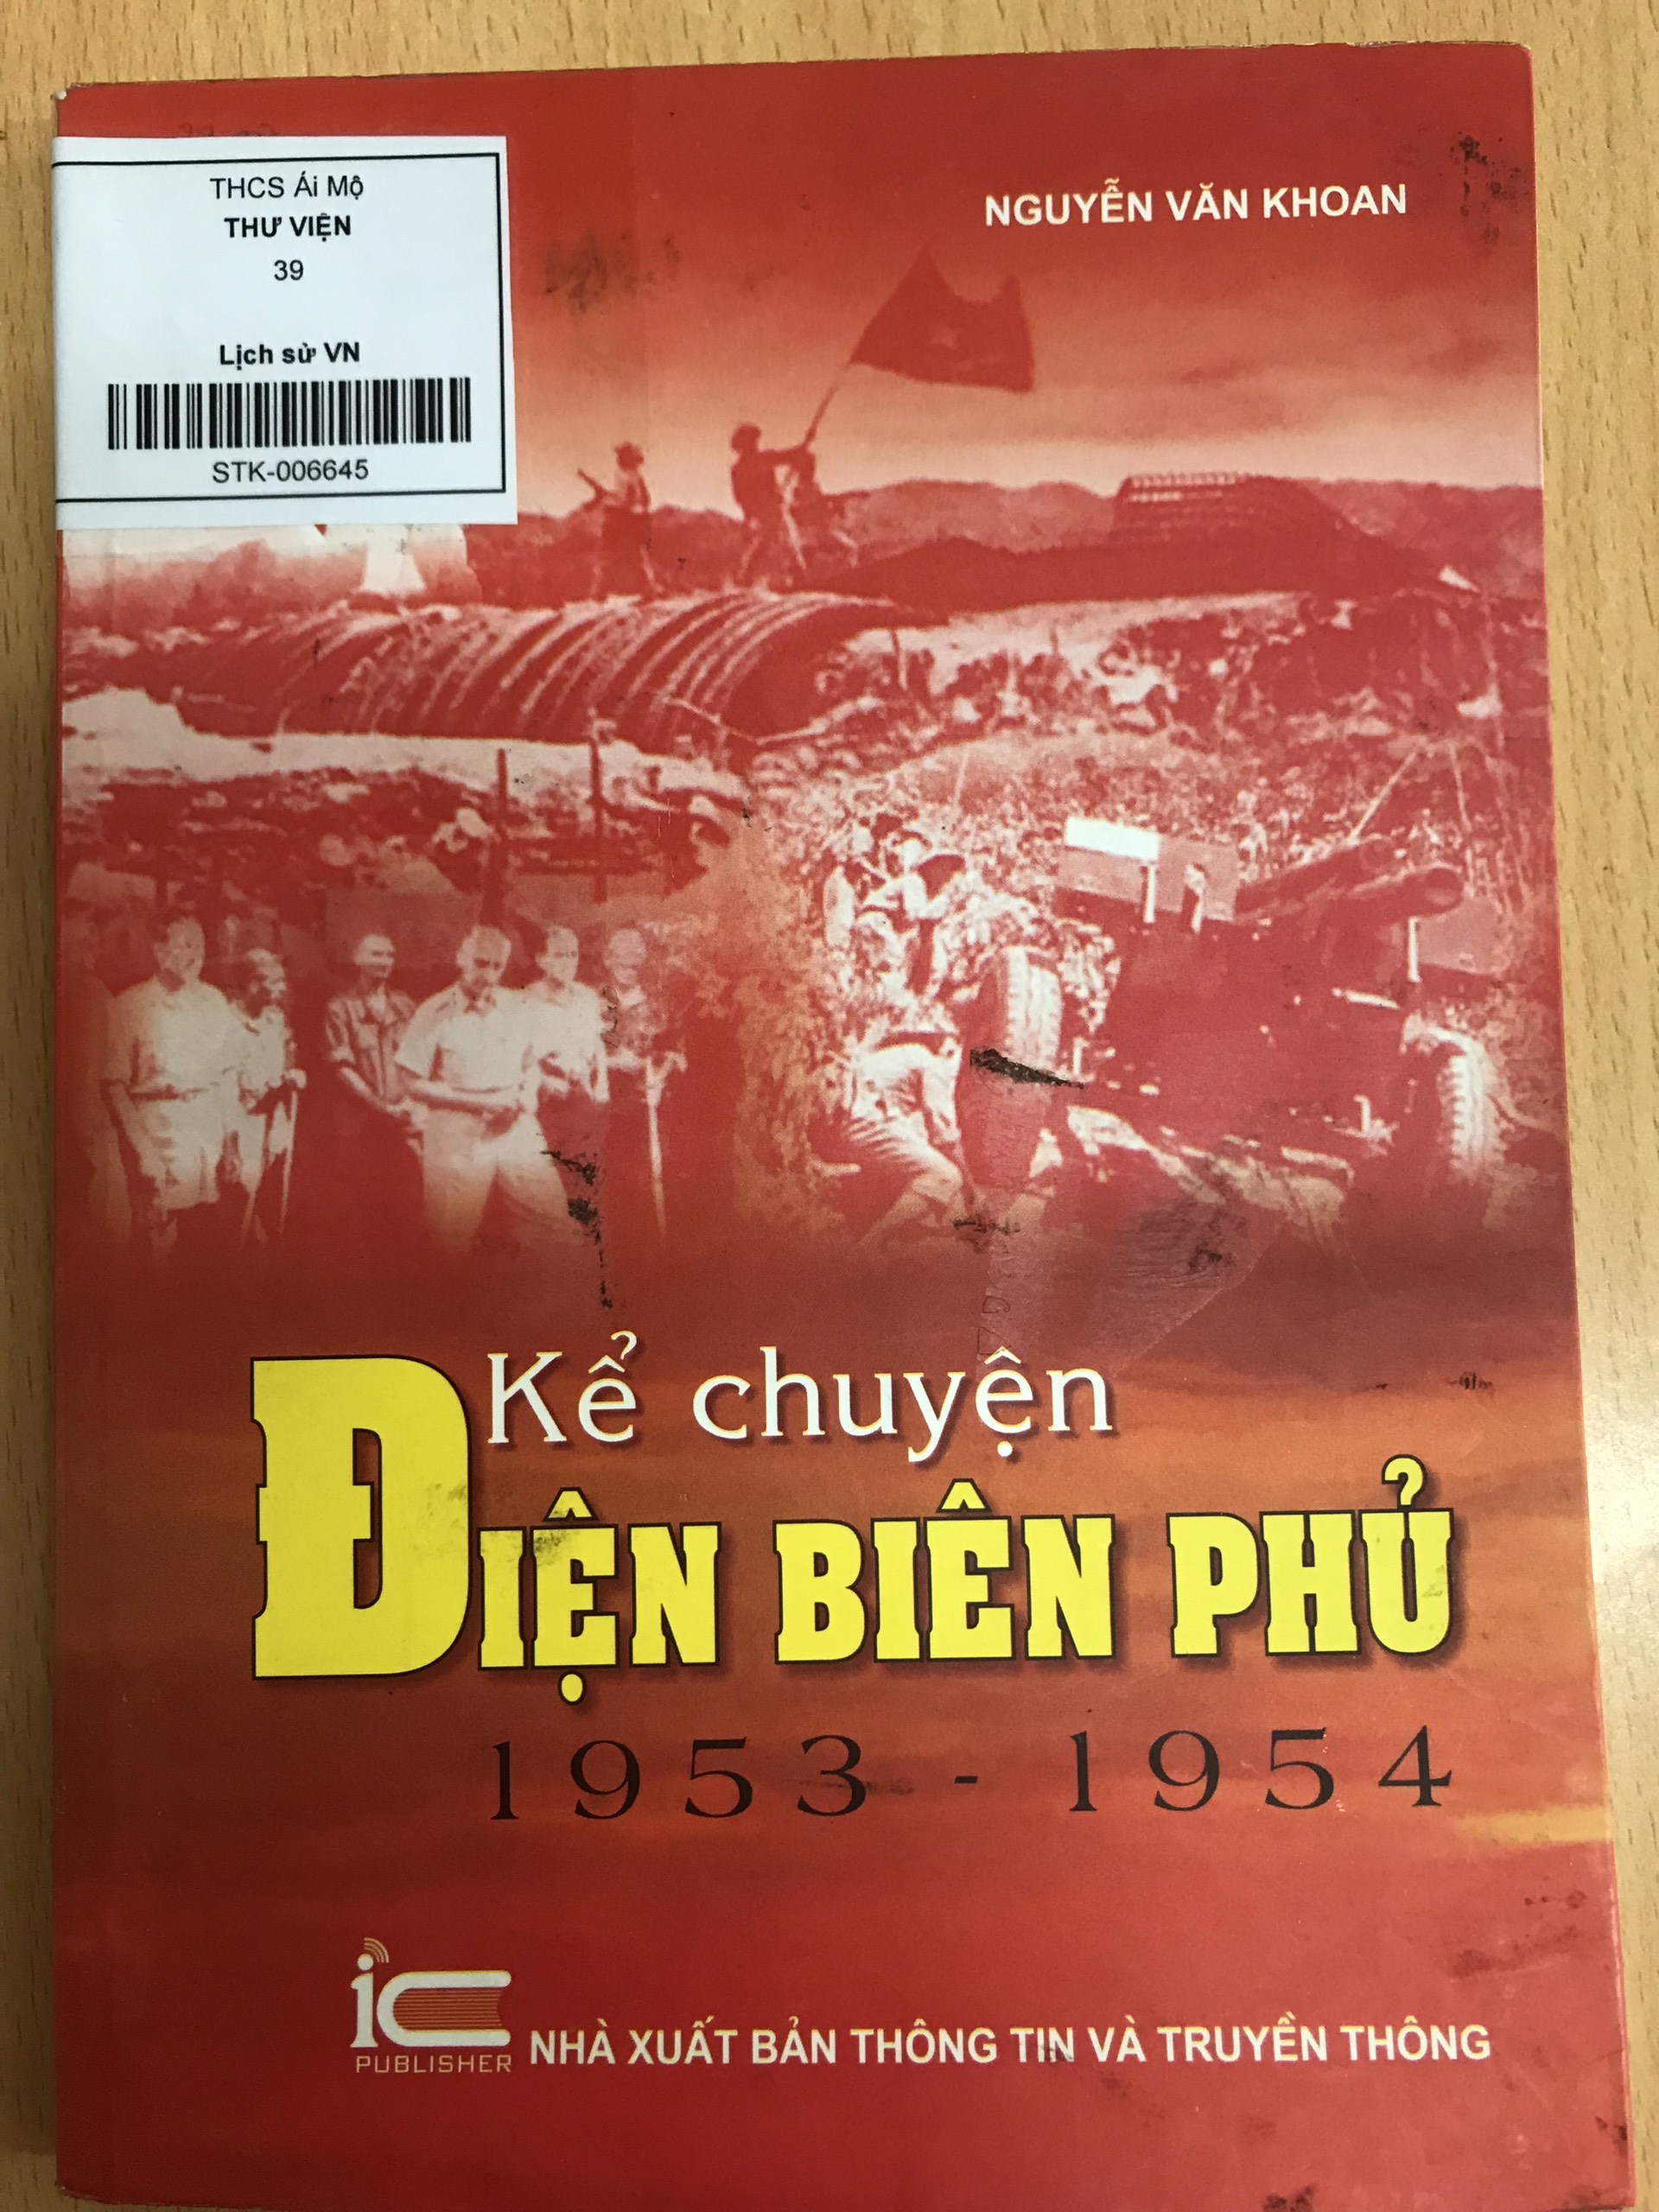 THCS Ái Mộ
THƯ VIỆN
39
Lịch sử VN
STK-006645
NGUYỄN VĂN KHOAN
Kể chuyện
ĐIỆN BIÊN PHỦ
1953 - 1954
ic
PUBLISHER
NHÀ XUẤT BẢN THÔNG TIN VÀ TRUYỀN THÔNG